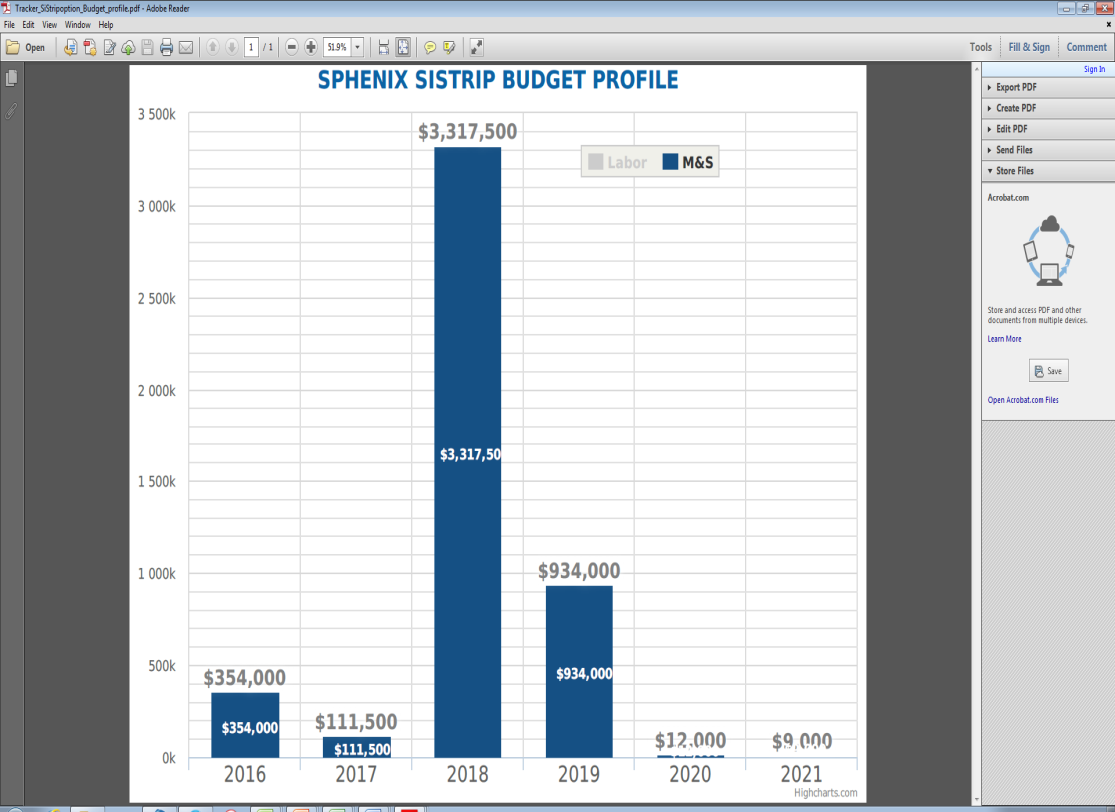 Tracker_SiStripoption_Budget_profile.pdf - Adobe Reader
File Edit View Window Help
Open 1 / 1 51.9% Tools Fill & Sign Comment
Sign In
Export PDF
Create PDF
Edit PDF
Send Files
Store Files
Acrobat.com
Store and access PDF and other
documents from multiple devices.
Learn More
Save
Open Acrobat.com Files
SPHENIX SISTRIP BUDGET PROFILE
Labor M&S
3 500k
3 000k
2 500k
2 000k
1 500k
1 000k
500k
0k
$354,000
$354,000
$111,500
$111,500
$3,317,500
$3,317,50
$934,000
$934,000
$12,000
$9,000
2016 2017 2018 2019 2020 2021
Highcharts.com